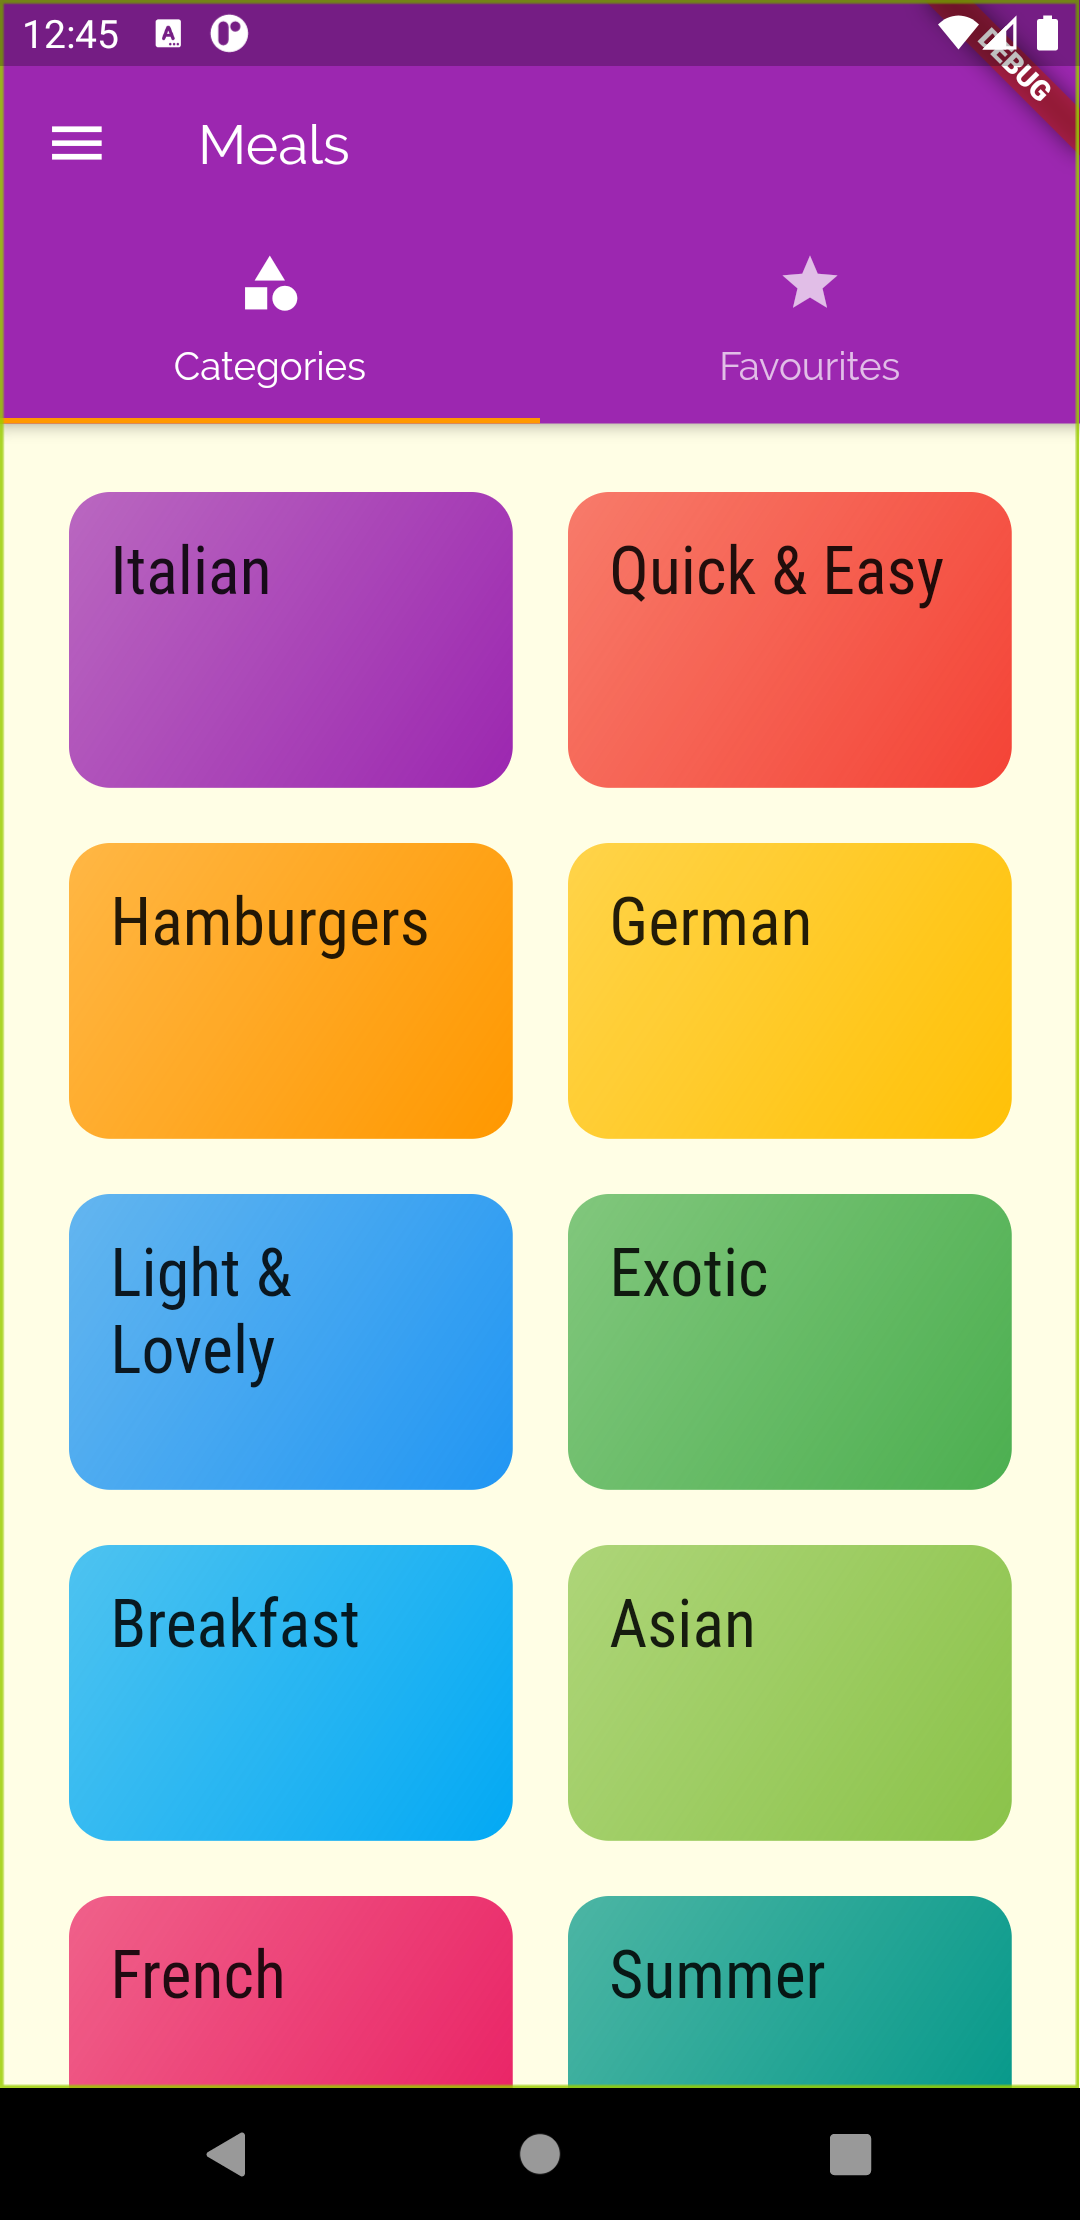 12:45
DEBUG
Meals
Categories
Favourites
Italian
Quick & Easy
Hamburgers
German
Light &
Lovely
Exotic
Breakfast
Asian
French
Summer